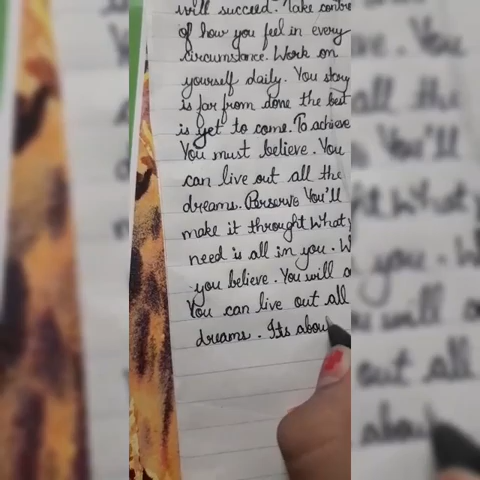 will succeed. Take contro
of how you feel in every
circumstance. Work on
yourself daily. You story
is far from done the best
is yet to come. To achieve
You must believe. You
can live out all the
dreams. Perserve You'll
make it throught What y
need is all in you. W
you believe. You will a
You can live out all
dreams. Its abou